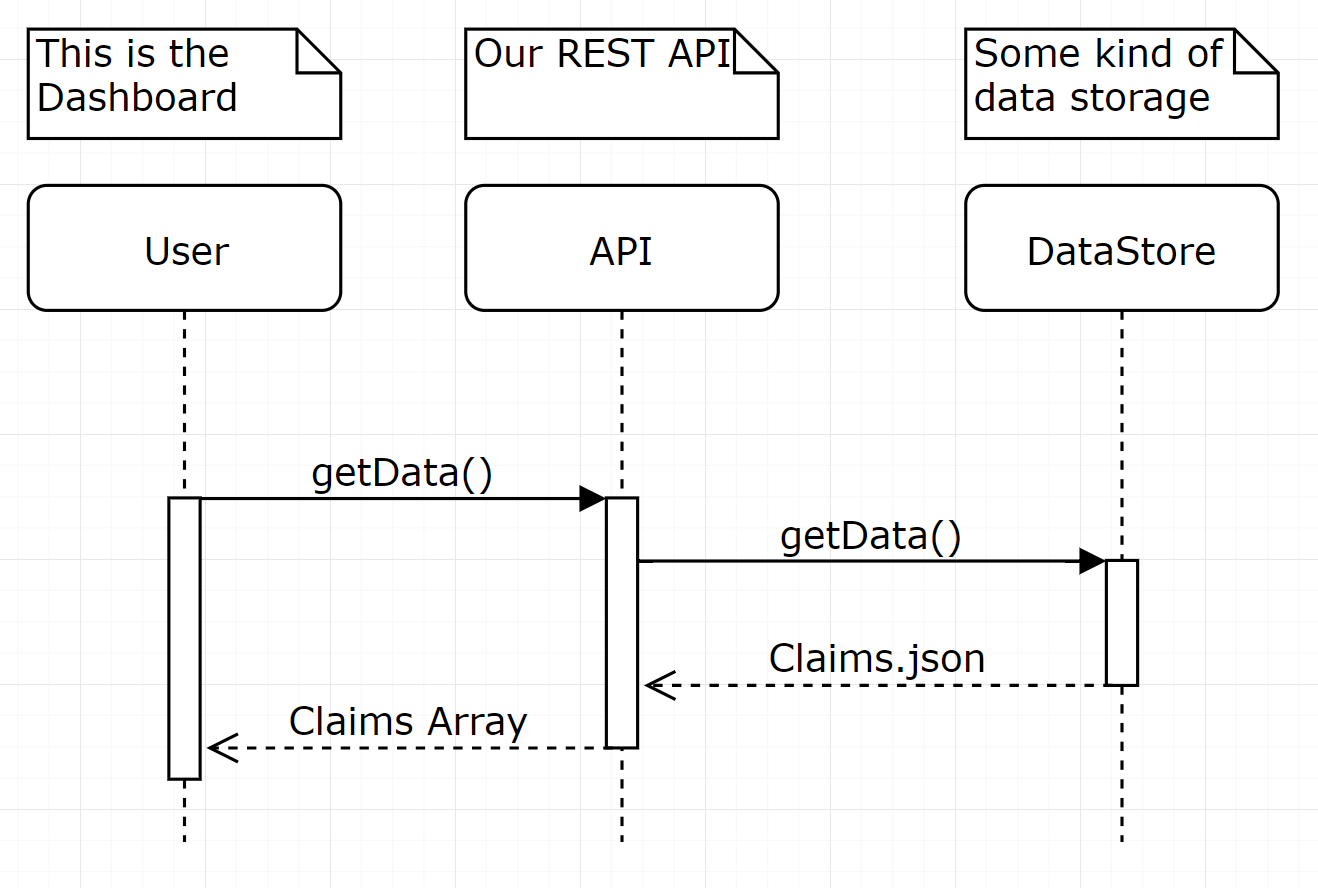 This is the
Dashboard
Our REST API
Some kind of
data storage
User
API
DataStore
getData()
getData()
Claims.json
Claims Array